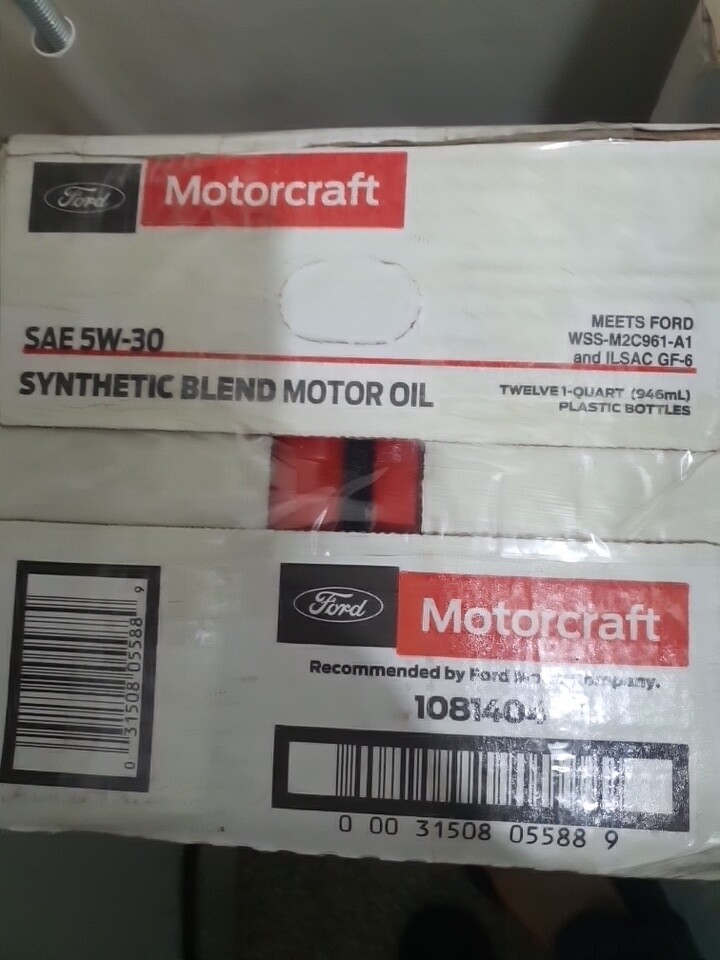 Ford Motorcraft
SAE 5W-30
MEETS FORD
WSS-M2C961-A1
and ILSAC GF-6
SYNTHETIC BLEND MOTOR OIL
TWELVE 1-QUART (946mL)
PLASTIC BOTTLES
0 31508 05588 9
Ford Motorcraft
Recommended by Ford
0 00 31508 05588 9